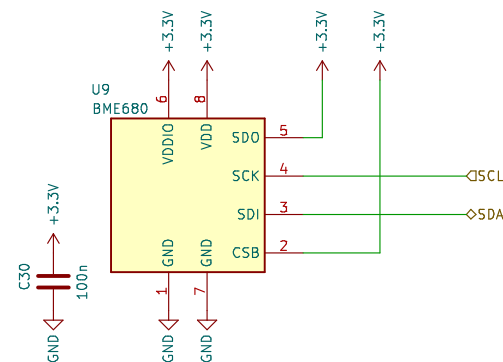 +3.3V
+3.3V
+3.3V
+3.3V
U9
BME680
6
8
VDDIO
VDD
SDO
5
SCK
4
SCL
SDI
3
SDA
CSB
2
GND
GND
1
7
+3.3V
C30
100n
GND
GND
GND